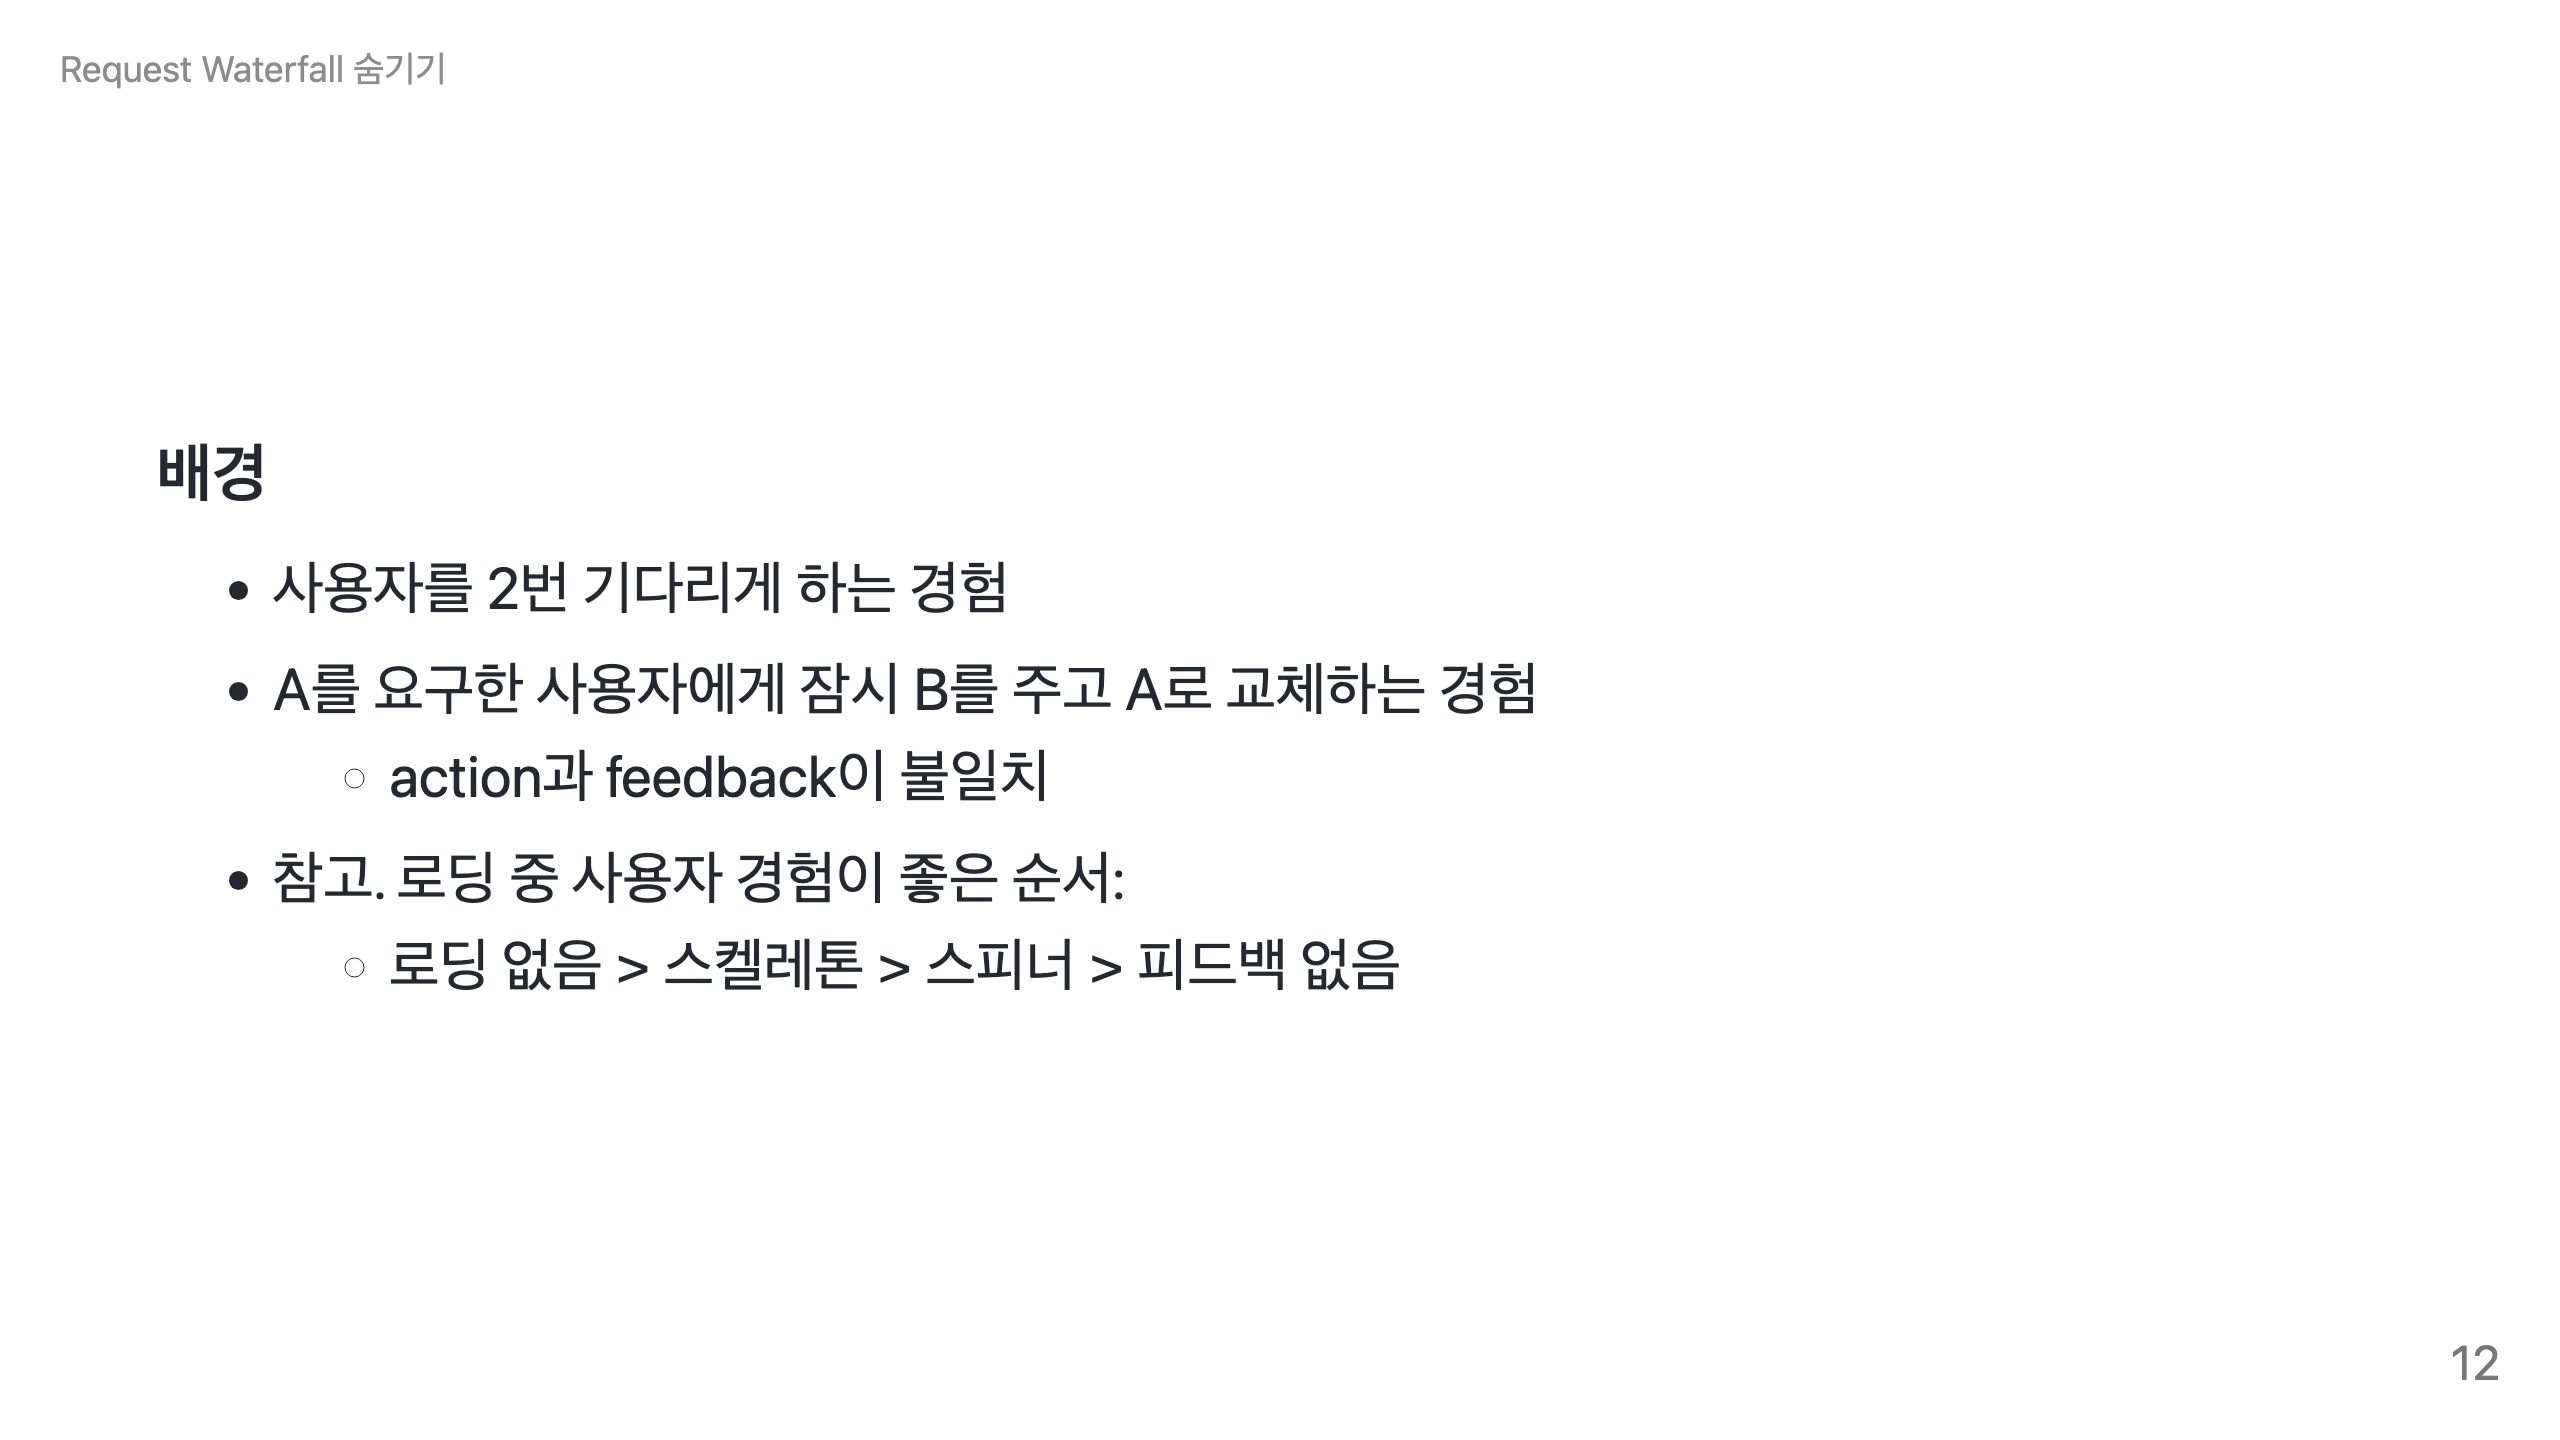 Request Waterfall 숨기기
배경
• 사용자를 2번 기다리게 하는 경험
• A를 요구한 사용자에게 잠시 B를 주고 A로 교체하는 경험
○ action과 feedback이 불일치
• 참고. 로딩 중 사용자 경험이 좋은 순서:
○ 로딩 없음 > 스켈레톤 > 스피너 > 피드백 없음
12